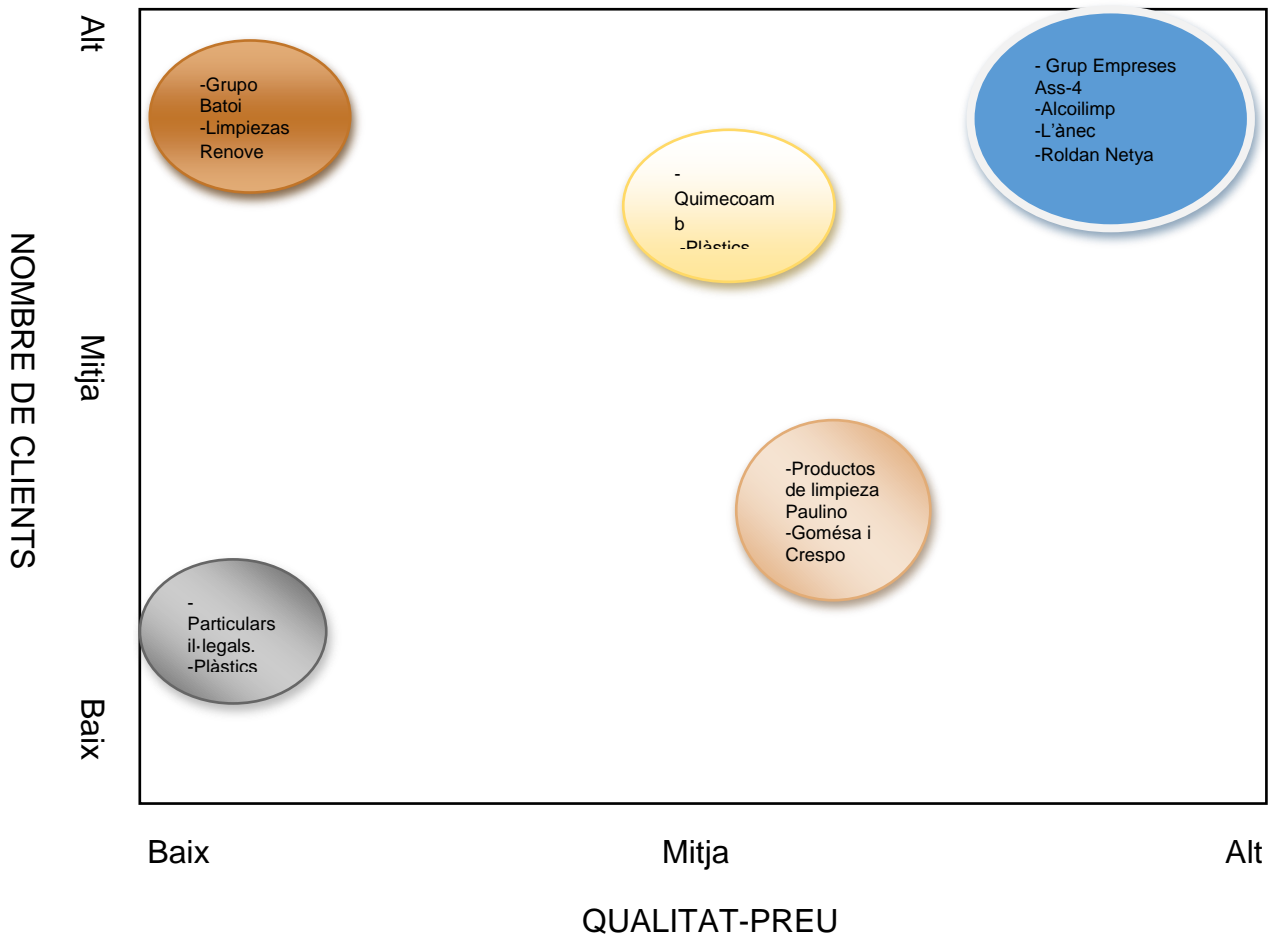 Alt
Mitja
Baix
NOMBRE DE CLIENTS
-Grupo
Batoi
-Limpiezas
Renove
- Grup Empreses
Ass-4
-Alcoilimp
-L'ànec
-Roldan Netya
-
Quimecoam
b
-Plàstics
-Productos
de limpieza
Paulino
-Gomésa i
Crespo
-
Particulars
il·legals.
-Plàstics
Baix
Mitja
Alt
QUALITAT-PREU